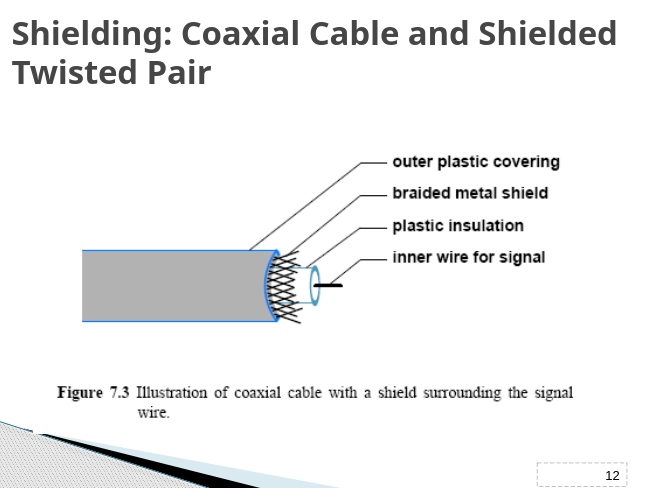 Shielding: Coaxial Cable and Shielded
Twisted Pair
outer plastic covering
braided metal shield
plastic insulation
inner wire for signal
Figure 7.3 Illustration of coaxial cable with a shield surrounding the signal
wire.
12